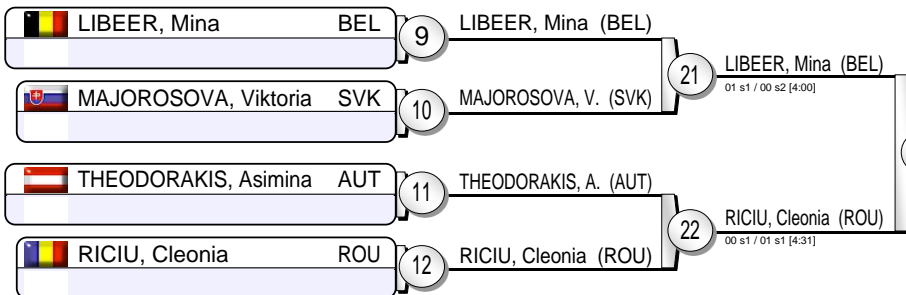 LIBEER, Mina BEL
9
LIBEER, Mina (BEL)
MAJOROSOVA, Viktoria SVK
10
MAJOROSOVA, V. (SVK)
21
LIBEER, Mina (BEL)
01 s1 / 00 s2 [4:00]
THEODORAKIS, Asimina AUT
11
THEODORAKIS, A. (AUT)
RICIU, Cleonia ROU
12
RICIU, Cleonia (ROU)
22
RICIU, Cleonia (ROU)
00 s1 / 01 s1 [4:31]